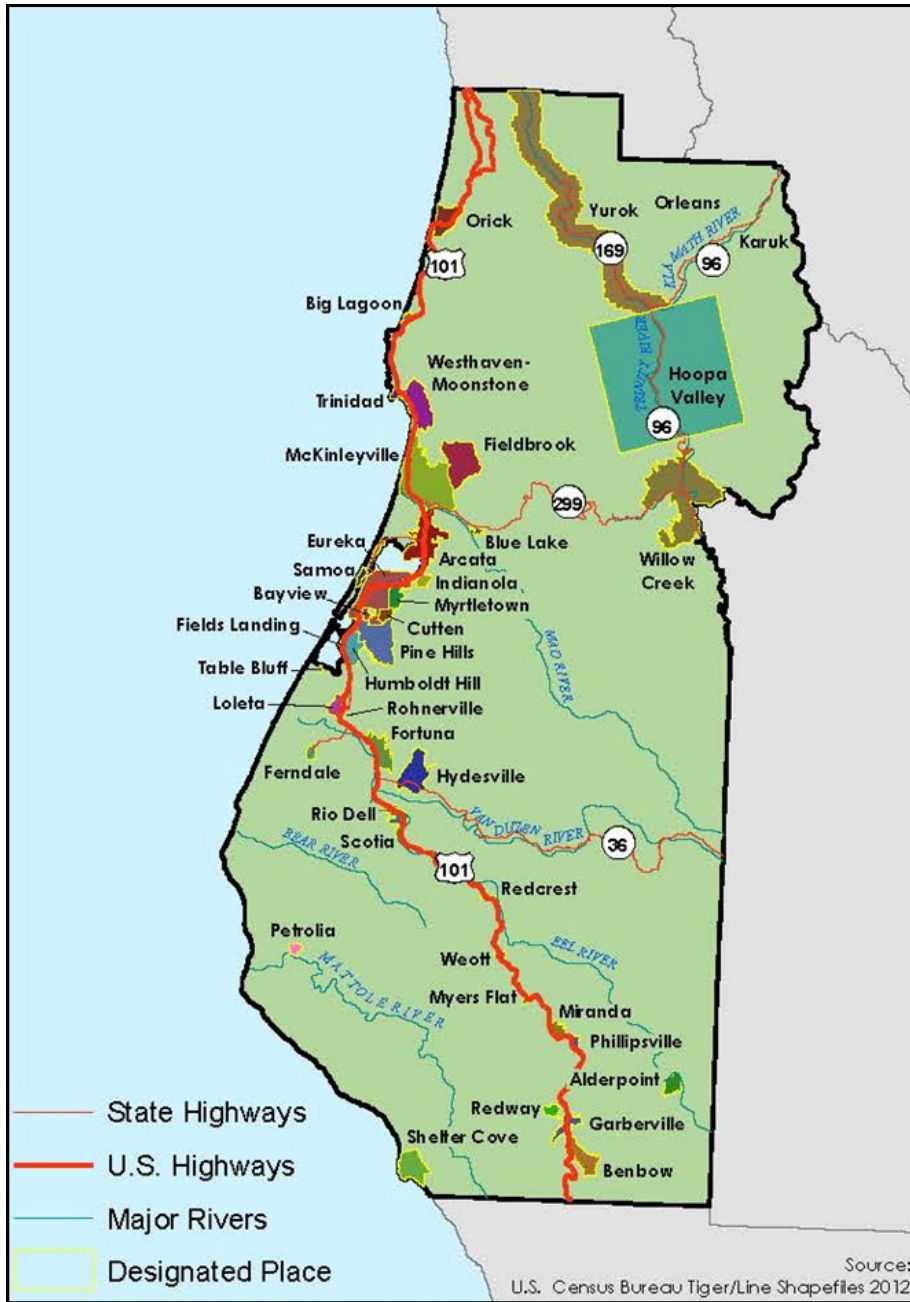 Orick
Yurok
Orleans
Karuk
169
96
KLA MATH RIVER
101
Big Lagoon
Westhaven-
Moonstone
Trinidad
TRINITY RIVER
Hoopa
Valley
96
McKinleyville
Fieldbrook
299
Blue Lake
Willow
Creek
Eureka
Arcata
Samoa
Indianola
Bayview
Myrtletown
Cutten
Fields Landing
Pine Hills
Table Bluff
Humboldt Hill
MAD RIVER
Loleta
Rohnerville
Fortuna
Ferndale
Hydesville
Rio Dell
VAN DUZEN
RIVER
36
Scotia
BEAR RIVER
101
Redcrest
Petrolia
MATTOLE RIVER
Weott
EEL RIVER
Myers Flat
Miranda
Phillipsville
Alderpoint
Redway
Garberville
Shelter Cove
Benbow
State Highways
U.S. Highways
Major Rivers
Designated Place
Source:
U.S. Census Bureau Tiger/Line Shapefiles 2012